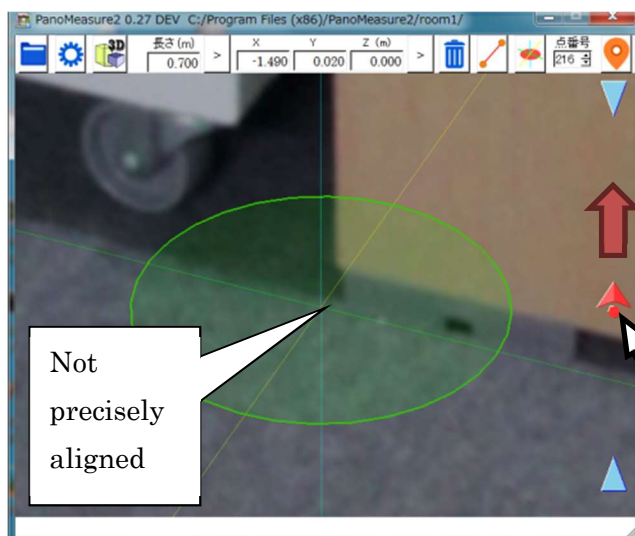 PanoMeasure2 0.27 DEV C:/Program Files (x86)/PanoMeasure2/room1/
3D 長さ(m) 0.700 > X -1.490 Y 0.020 Z (m) 0.000 > 点番号 216
Not
precisely
aligned